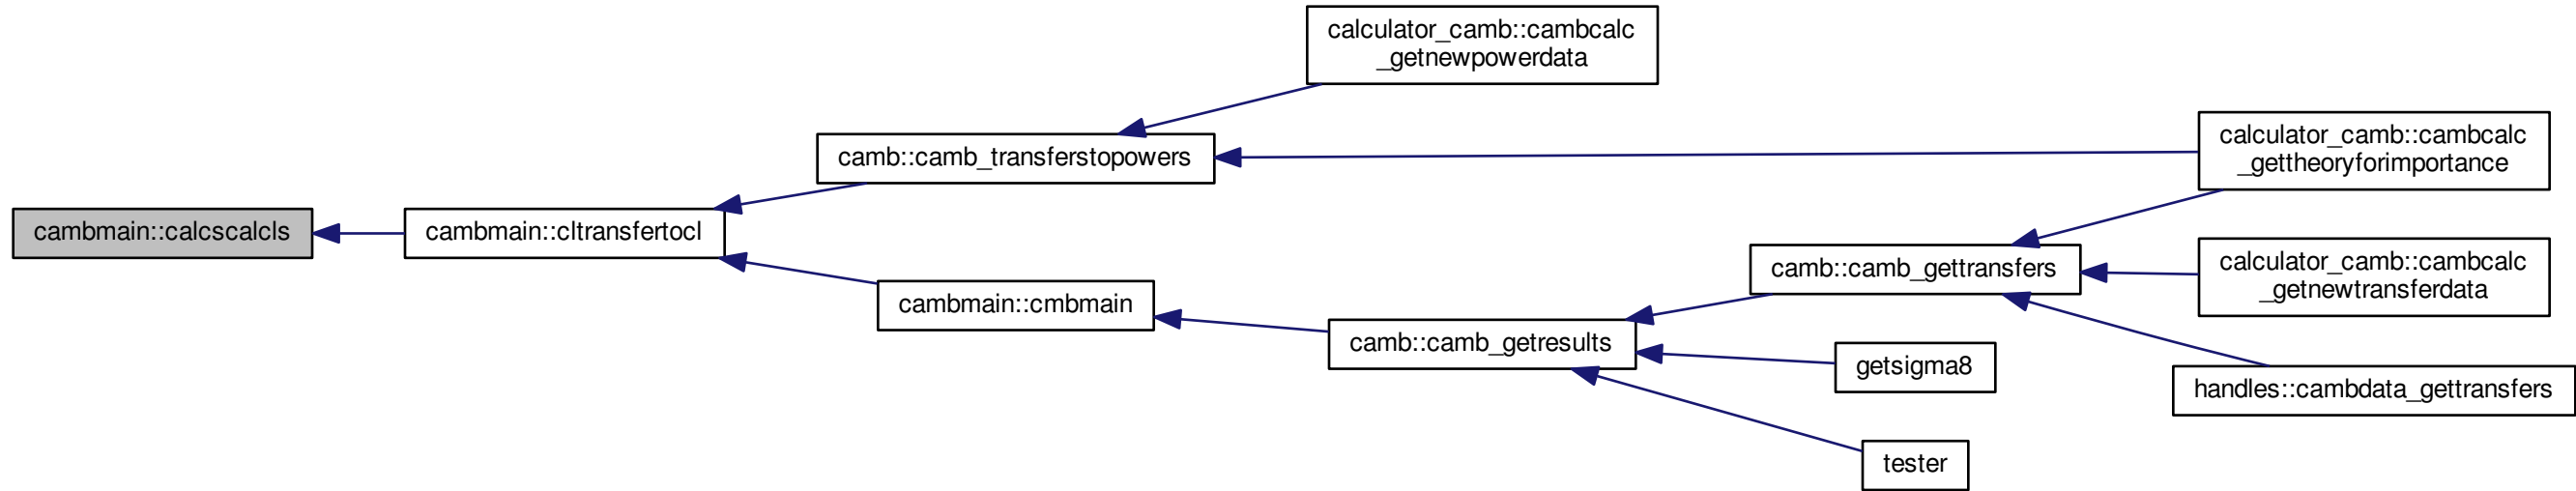 calculator_camb::cambcalc
_getnewpowerdata
calculator_camb::cambcalc
_gettheoryforimportance
camb::camb_transferstopowers
cambmain::calcscalcls
cambmain::cltransfertocl
camb::camb_gettransfers
calculator_camb::cambcalc
_getnewtransferdata
cambmain::cmbmain
camb::camb_getresults
getsigma8
handles::cambdata_gettransfers
tester